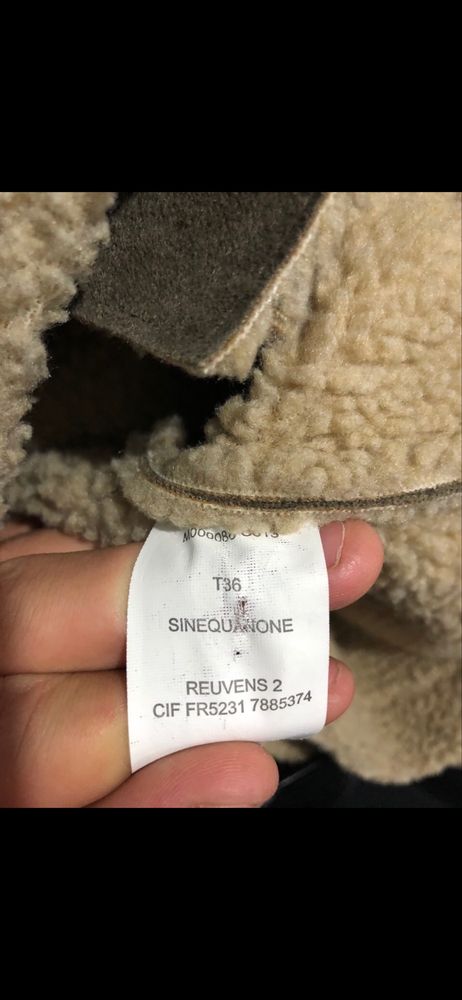 T36
SINEQUANONE
REUVENS 2
CIF FR5231 7885374